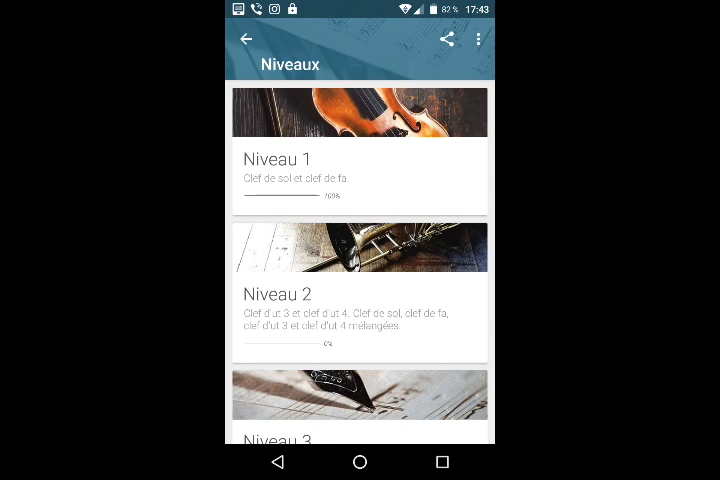 82 % 17:43
Niveaux
Niveau 1
Clef de sol et clef de fa.
100%
Niveau 2
Clef d'ut 3 et clef d'ut 4. Clef de sol, clef de fa,
clef d'ut 3 et clef d'ut 4 mélangées.
0%
Niveau 3